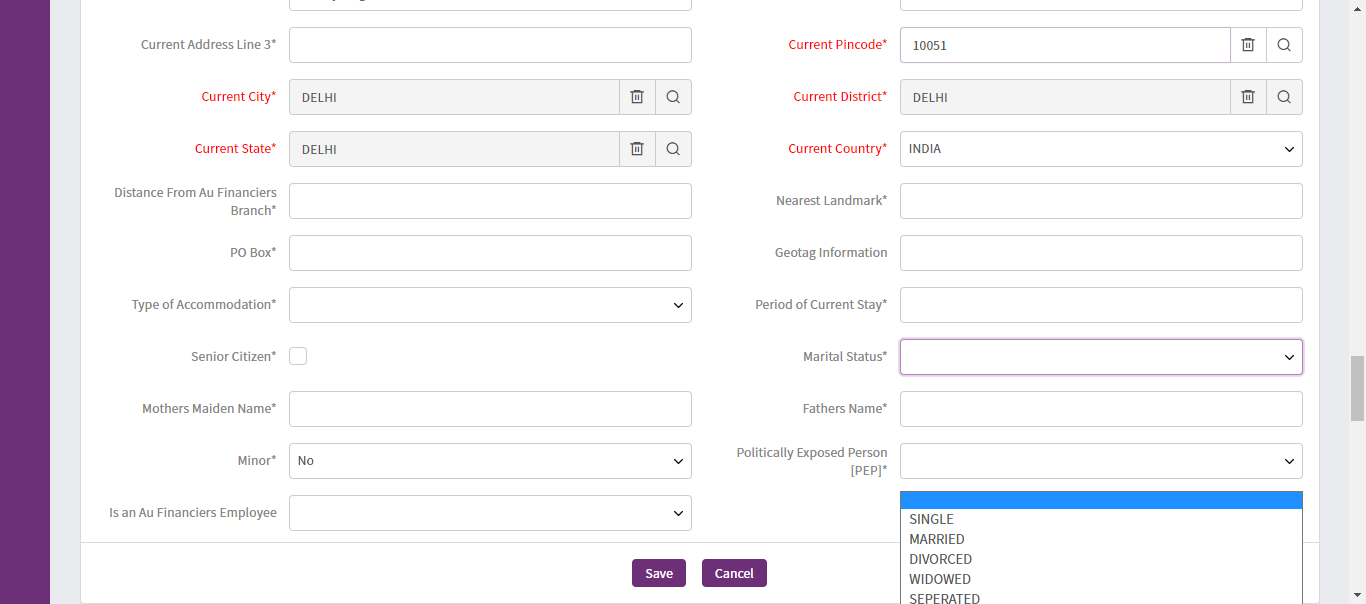 Current Address Line 3*
Current Pincode* 10051
Current City* DELHI
Current District* DELHI
Current State* DELHI
Current Country* INDIA
Distance From Au Financiers
Branch*
Nearest Landmark*
PO Box*
Geotag Information
Type of Accommodation*
Period of Current Stay*
Senior Citizen*
Marital Status*
Mothers Maiden Name*
Fathers Name*
Minor* No
Politically Exposed Person
[PEP]*
Is an Au Financiers Employee
SINGLE
MARRIED
DIVORCED
WIDOWED
SEPERATED
Save Cancel